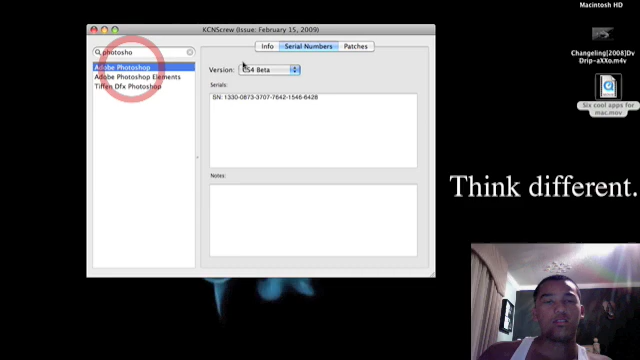 Macintosh HD
KCNScrew (Issue: February 15, 2009)
photosho
Info
Serial Numbers
Patches
Adobe Photoshop
Adobe Photoshop Elements
Tiffen Dfx Photoshop
Version:
CS4 Beta
Serials:
SN: 1330-0873-3707-7642-1546-6428
Notes:
Changeling[2008]Dv
Drip-aXXo.m4v
Six cool apps for
mac.mov
Think different.